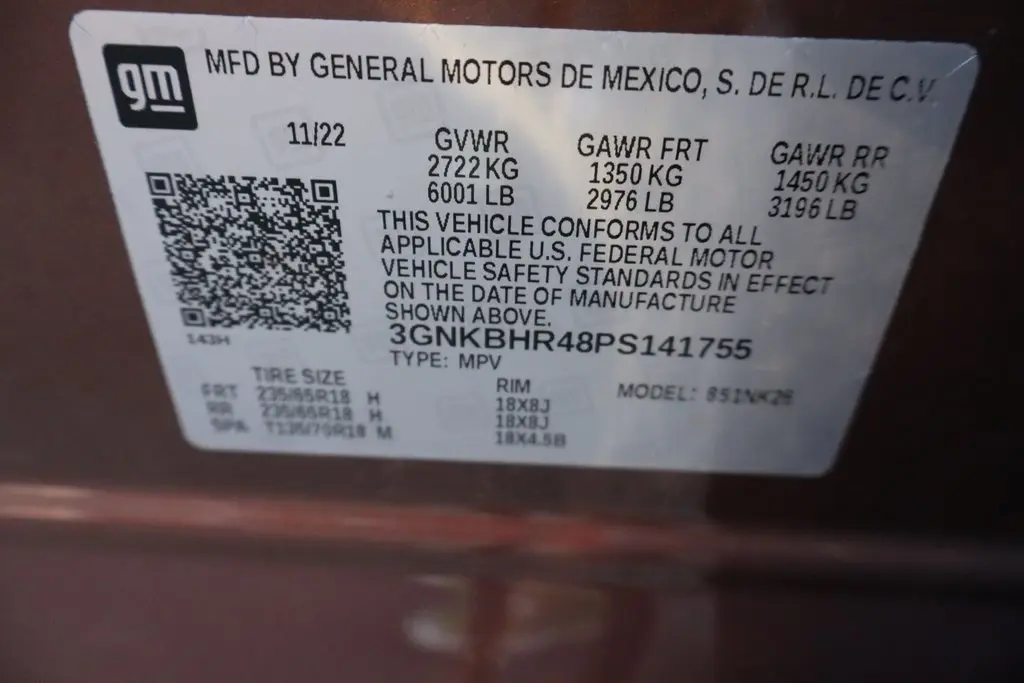 gm MFD BY GENERAL MOTORS DE MEXICO, S. DE R.L. DE C.V.
11/22 GVWR GAWR FRT GAWR RR
2722 KG 1350 KG 1450 KG
6001 LB 2976 LB 3196 LB
THIS VEHICLE CONFORMS TO ALL
APPLICABLE U.S. FEDERAL MOTOR
VEHICLE SAFETY STANDARDS IN EFFECT
ON THE DATE OF MANUFACTURE
SHOWN ABOVE.
143H
3GNKBHR48PS141755
TYPE: MPV
TIRE SIZE RIM MODEL: 851NK26
FRT 235/65R18 H 18X8J
RR 235/65R18 H 18X8J
SPA T135/70R18 M 18X4.5B